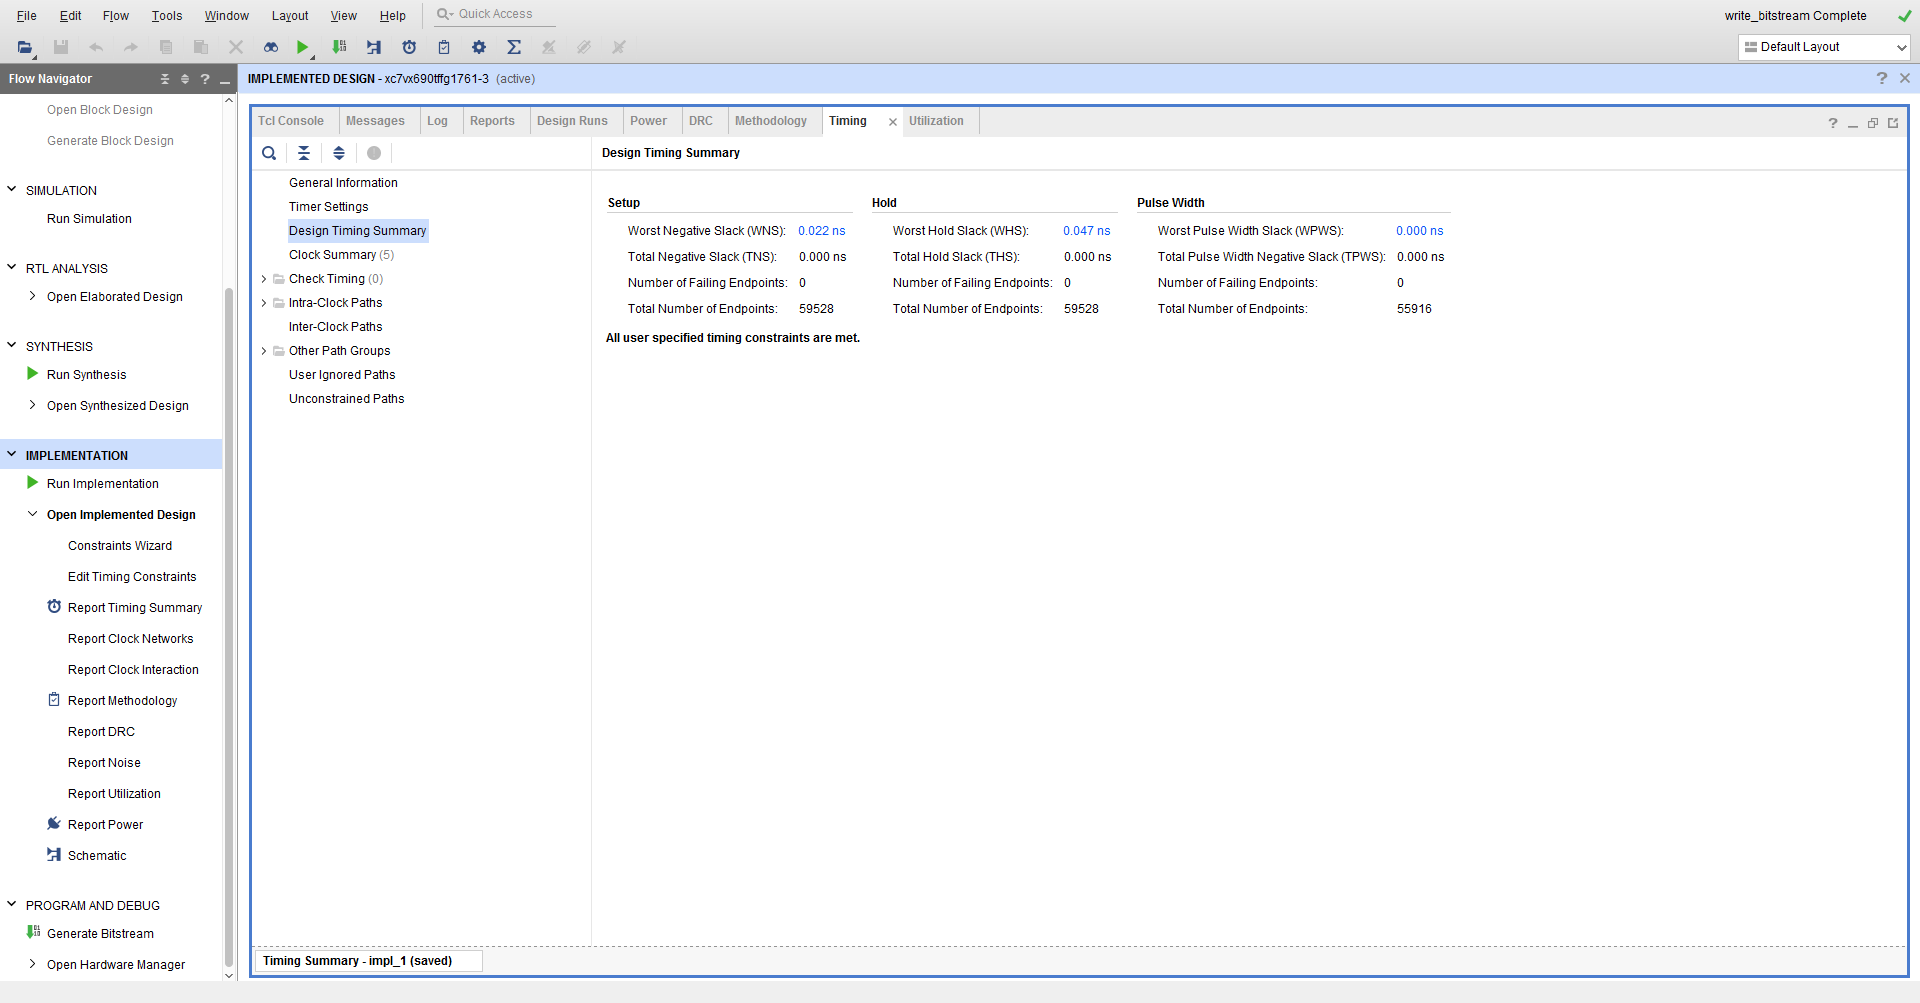 File Edit Flow Tools Window Layout View Help Quick Access write_bitstream Complete
Default Layout
Flow Navigator
IMPLEMENTED DESIGN - xc7vx690tffg1761-3 (active)
Open Block Design
Generate Block Design
SIMULATION
Run Simulation
RTL ANALYSIS
Open Elaborated Design
SYNTHESIS
Run Synthesis
Open Synthesized Design
IMPLEMENTATION
Run Implementation
Open Implemented Design
Constraints Wizard
Edit Timing Constraints
Report Timing Summary
Report Clock Networks
Report Clock Interaction
Report Methodology
Report DRC
Report Noise
Report Utilization
Report Power
Schematic
PROGRAM AND DEBUG
Generate Bitstream
Open Hardware Manager
Tcl Console Messages Log Reports Design Runs Power DRC Methodology Timing Utilization
General Information
Timer Settings
Design Timing Summary
Clock Summary (5)
Check Timing (0)
Intra-Clock Paths
Inter-Clock Paths
Other Path Groups
User Ignored Paths
Unconstrained Paths
Design Timing Summary
Setup Hold Pulse Width
Worst Negative Slack (WNS): 0.022 ns Worst Hold Slack (WHS): 0.047 ns Worst Pulse Width Slack (WPWS): 0.000 ns
Total Negative Slack (TNS): 0.000 ns Total Hold Slack (THS): 0.000 ns Total Pulse Width Negative Slack (TPWS): 0.000 ns
Number of Failing Endpoints: 0 Number of Failing Endpoints: 0 Number of Failing Endpoints: 0
Total Number of Endpoints: 59528 Total Number of Endpoints: 59528 Total Number of Endpoints: 55916
All user specified timing constraints are met.
Timing Summary - impl_1 (saved)